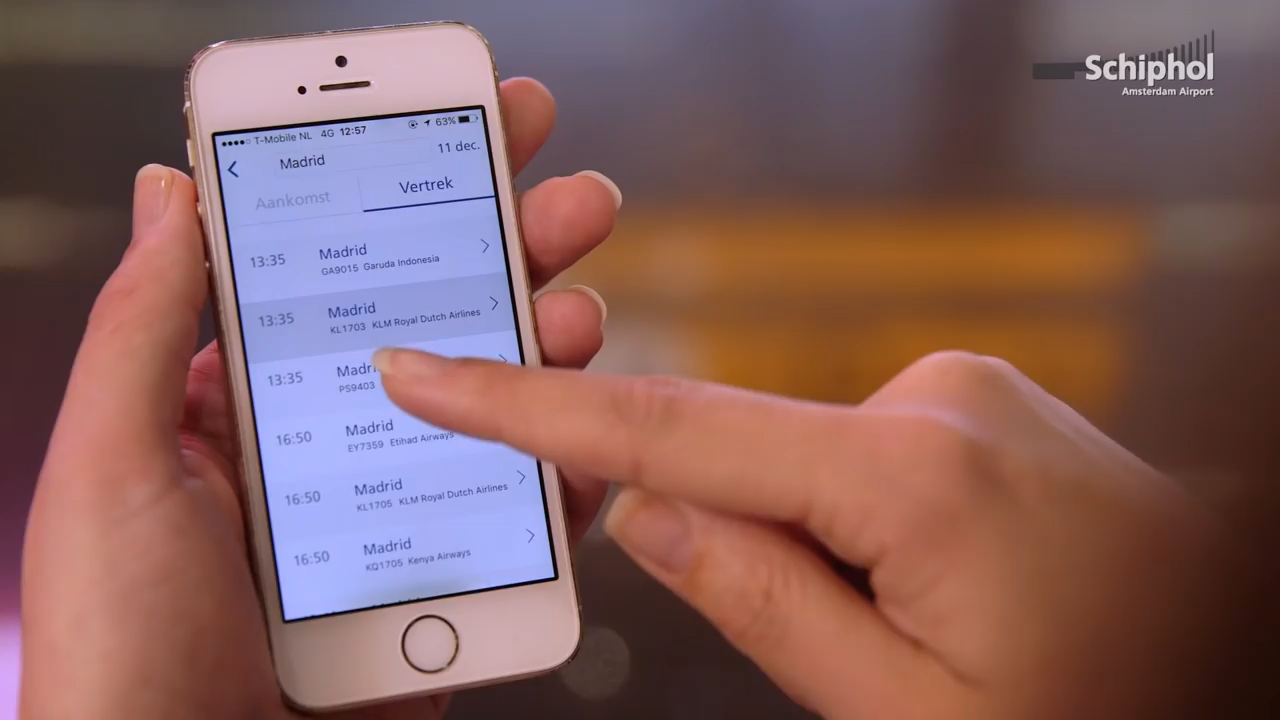 Schiphol
Amsterdam Airport
T-Mobile NL 4G 12:57 63%
Madrid 11 dec.
Aankomst Vertrek
13:35 Madrid
GA9015 Garuda Indonesia
13:35 Madrid
KL1703 KLM Royal Dutch Airlines
13:35 Madri
PS9403
16:50 Madrid
EY7359 Etihad Airways
16:50 Madrid
KL1705 KLM Royal Dutch Airlines
16:50 Madrid
KQ1705 Kenya Airways